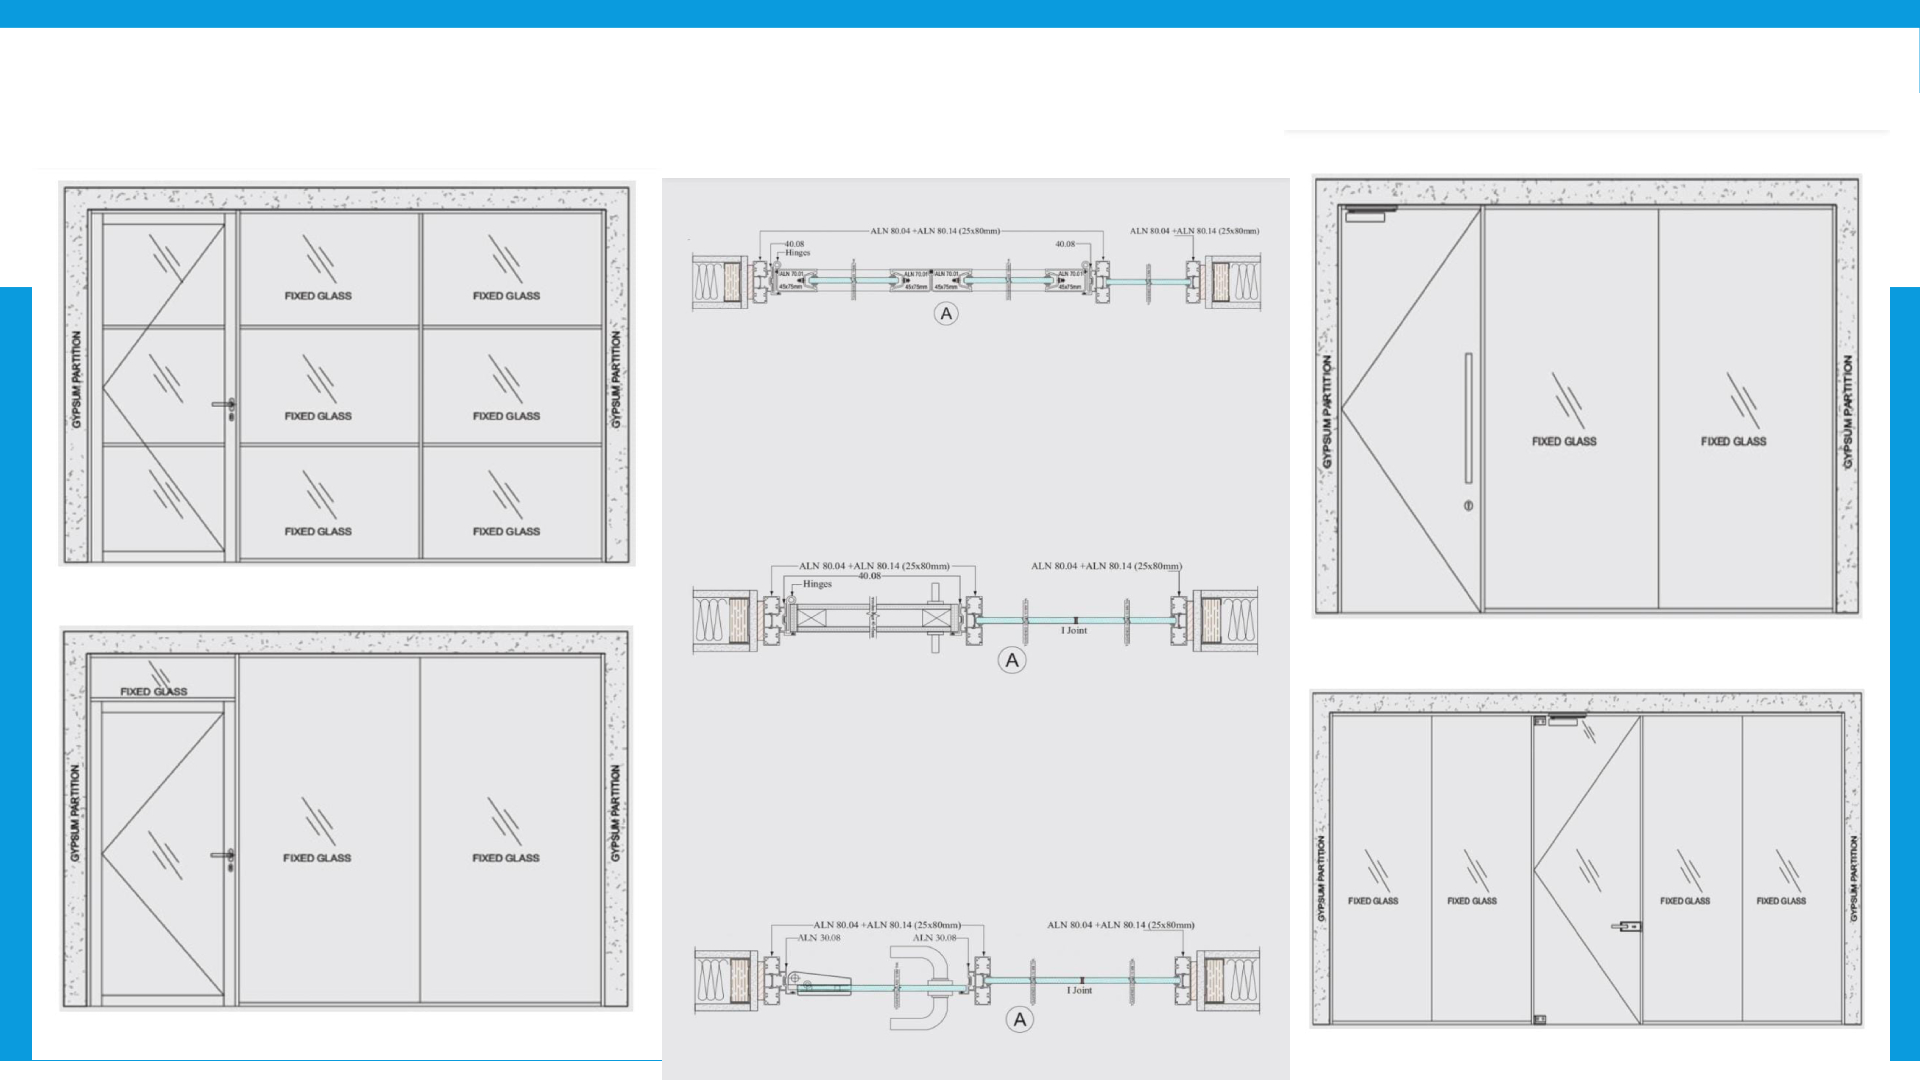 FIXED GLASS
FIXED GLASS
GYPSUM PARTITION
GYPSUM PARTITION
FIXED GLASS
FIXED GLASS
FIXED GLASS
FIXED GLASS
FIXED GLASS
GYPSUM PARTITION
GYPSUM PARTITION
FIXED GLASS
FIXED GLASS
ALN 80.04 +ALN 80.14 (25x80mm)
ALN 80.04 +ALN 80.14 (25x80mm)
40.08
40.08
Hinges
ALN 70.01
ALN 70.01
ALN 70.01
ALN 70.01
45x75mm
45x75mm
45x75mm
45x75mm
A
ALN 80.04 +ALN 80.14 (25x80mm)
ALN 80.04 +ALN 80.14 (25x80mm)
40.08
Hinges
I Joint
A
ALN 80.04 +ALN 80.14 (25x80mm)
ALN 80.04 +ALN 80.14 (25x80mm)
ALN 30.08
ALN 30.08
I Joint
A
GYPSUM PARTITION
GYPSUM PARTITION
FIXED GLASS
FIXED GLASS
GYPSUM PARTITION
GYPSUM PARTITION
FIXED GLASS
FIXED GLASS
FIXED GLASS
FIXED GLASS